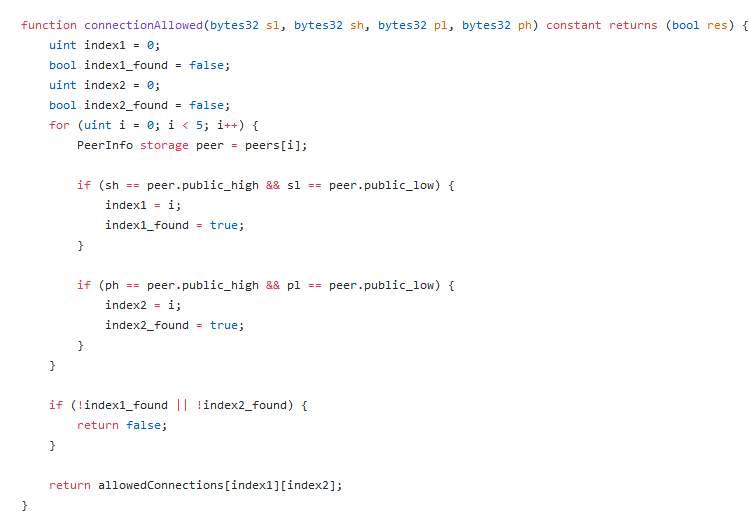 function connectionAllowed(bytes32 sl, bytes32 sh, bytes32 pl, bytes32 ph) constant returns (bool res) {
    uint index1 = 0;
    bool index1_found = false;
    uint index2 = 0;
    bool index2_found = false;
    for (uint i = 0; i < 5; i++) {
        PeerInfo storage peer = peers[i];

        if (sh == peer.public_high && sl == peer.public_low) {
            index1 = i;
            index1_found = true;
        }

        if (ph == peer.public_high && pl == peer.public_low) {
            index2 = i;
            index2_found = true;
        }
    }

    if (!index1_found || !index2_found) {
        return false;
    }

    return allowedConnections[index1][index2];
}